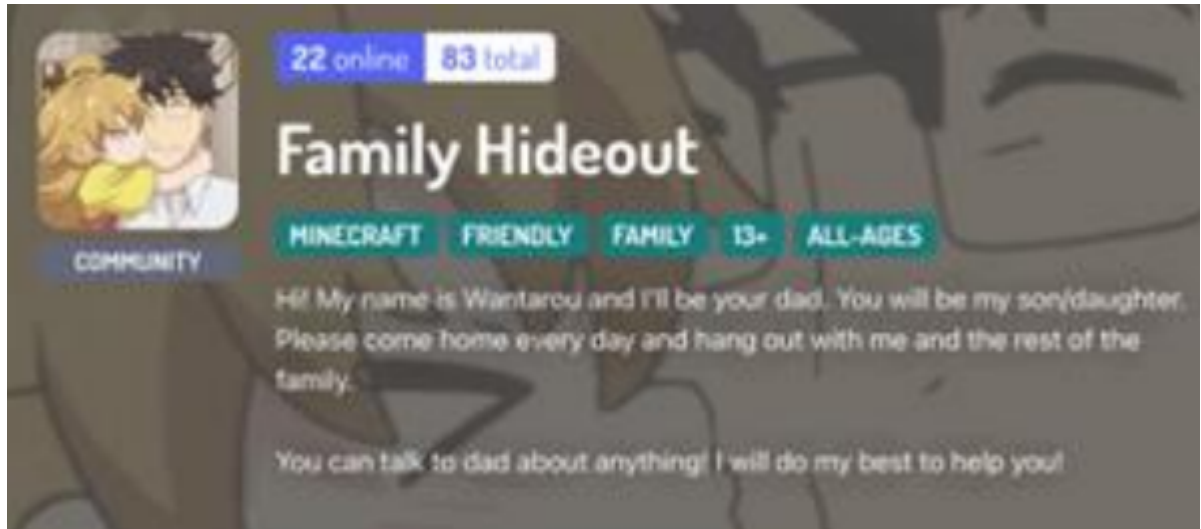 22 online 83 total
Family Hideout
MINECRAFT FRIENDLY FAMILY 13+ ALL-AGES
COMMUNITY
Hi! My name is Wantarou and I'll be your dad. You will be my son/daughter.
Please come home every day and hang out with me and the rest of the
family.
You can talk to dad about anything! I will do my best to help you!